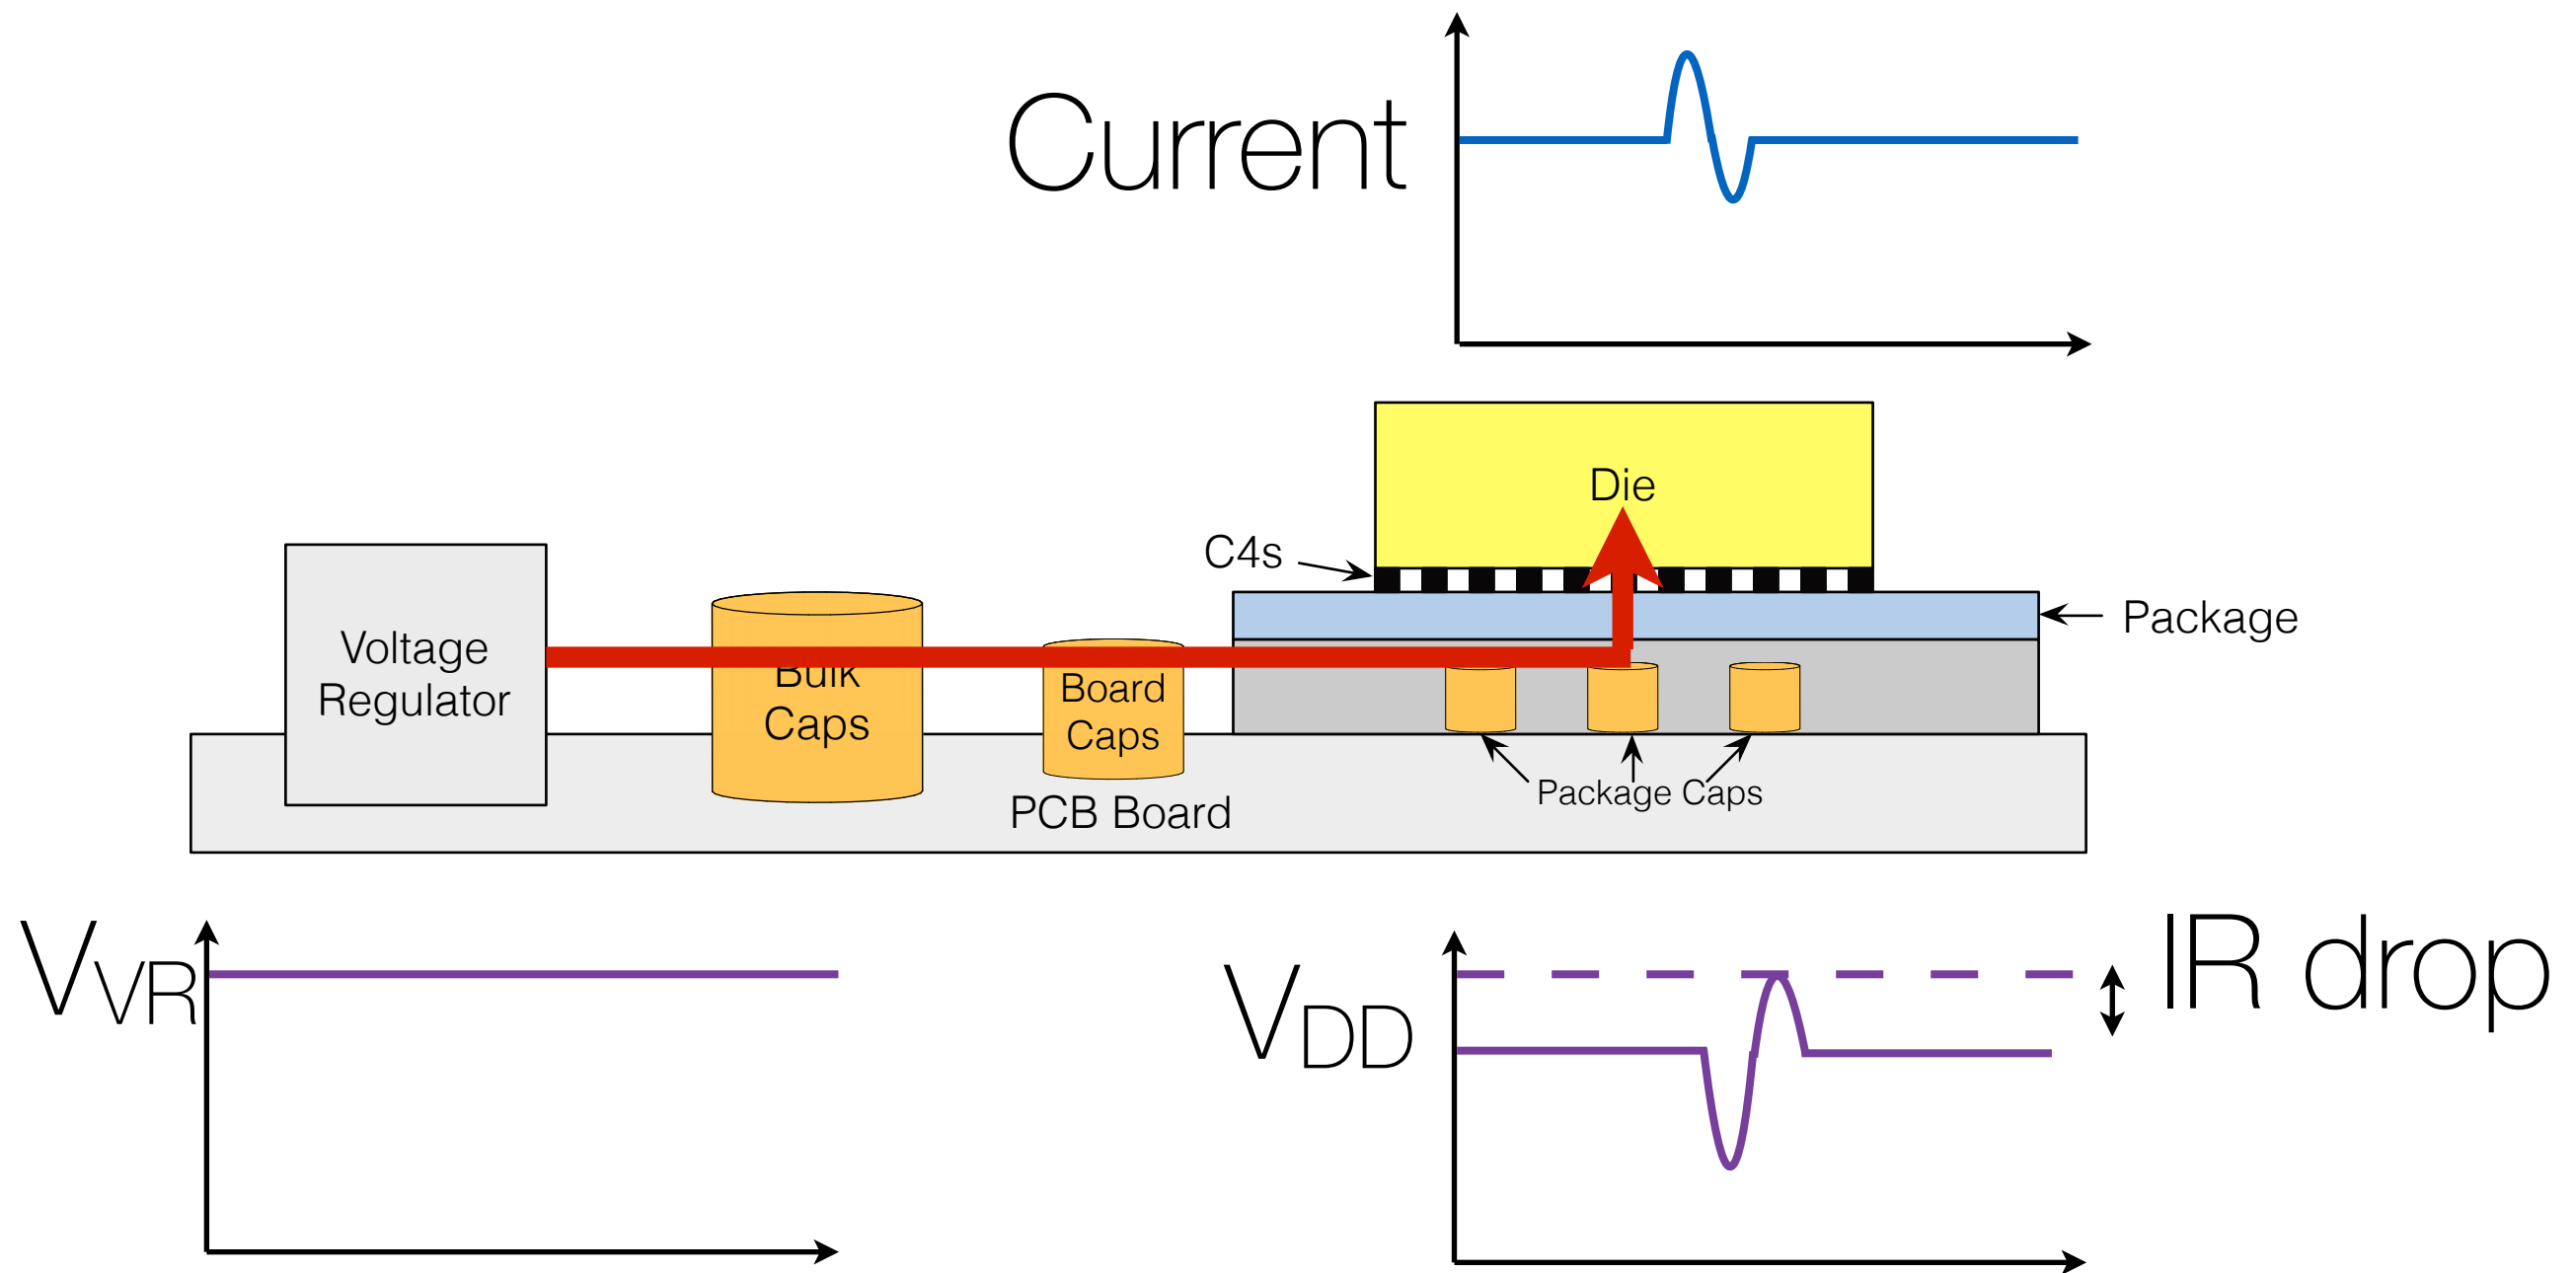 Current
Die
C4s
Package
Voltage
Regulator
Bulk
Caps
Board
Caps
Package Caps
PCB Board
VVR
VDD
IR drop